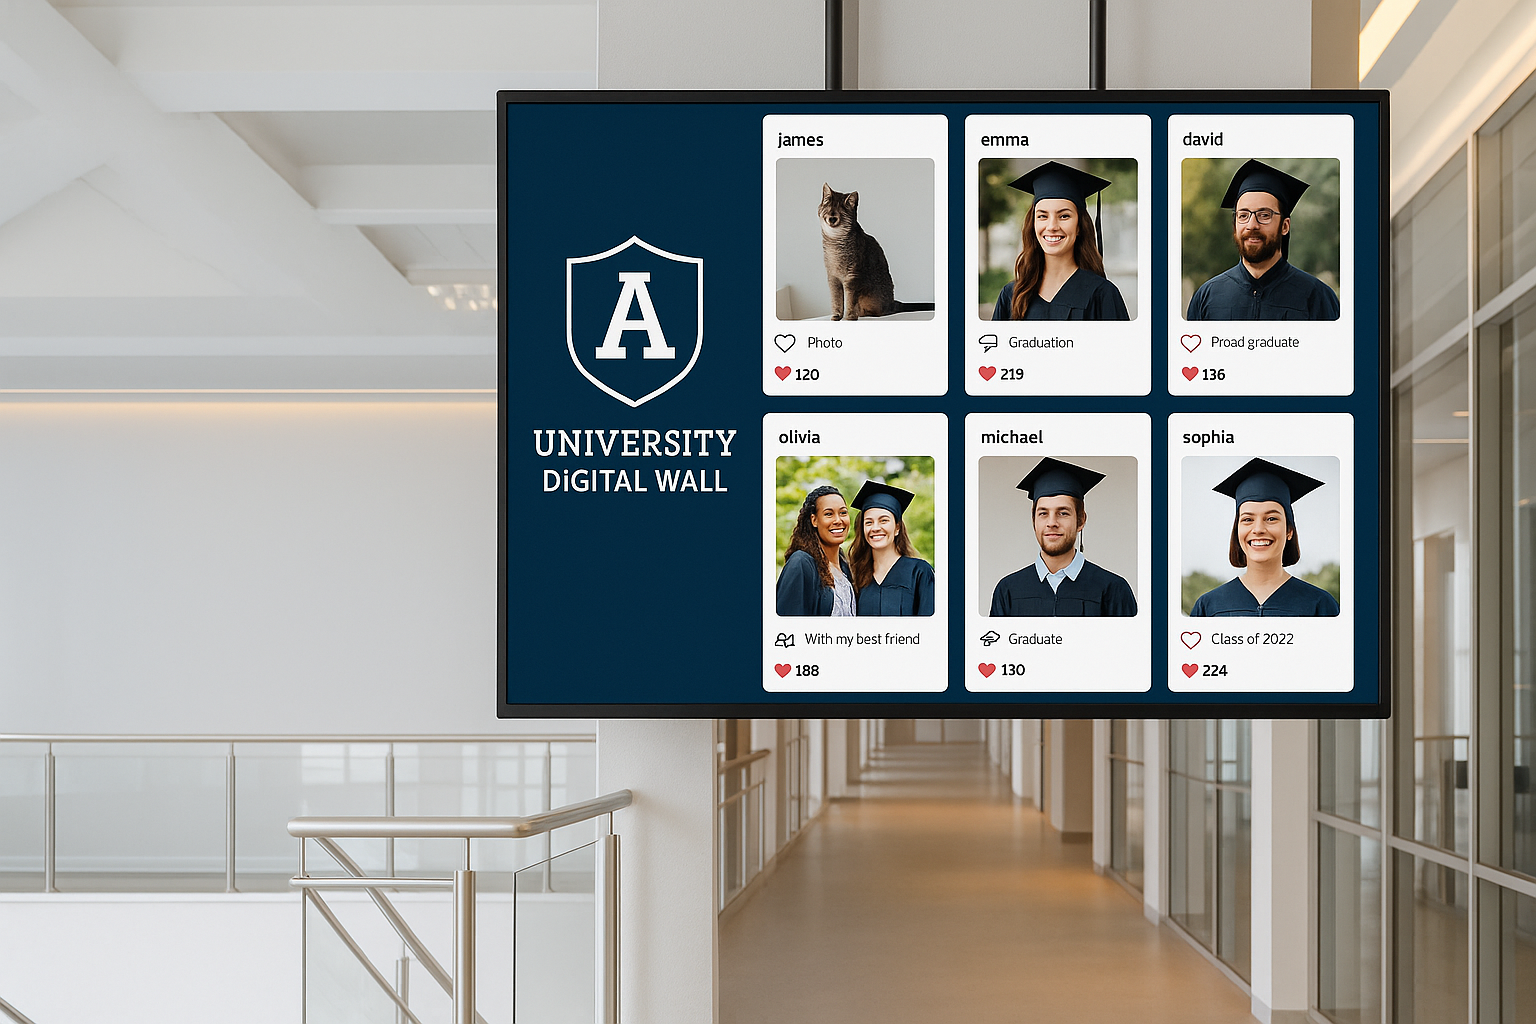 A
UNIVERSITY
DiGITAL WALL
james
Photo
120
emma
Graduation
219
david
Proad graduate
136
olivia
With my best friend
188
michael
Graduate
130
sophia
Class of 2022
224